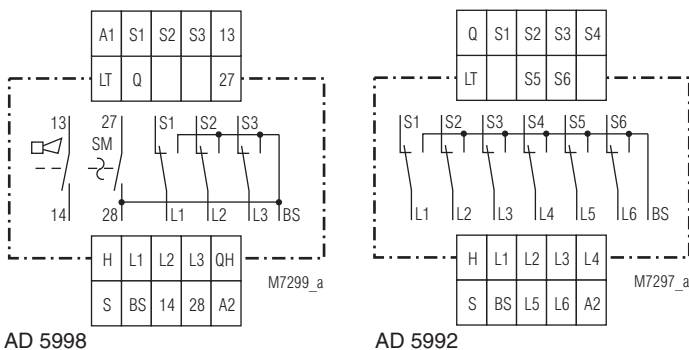 A1 S1 S2 S3 13
LT Q 27
13 27 S1 S2 S3
SM
14 28 L1 L2 L3 BS
H L1 L2 L3 QH
S BS 14 28 A2
M7299_a
AD 5998
Q S1 S2 S3 S4
LT S5 S6
S1 S2 S3 S4 S5 S6
L1 L2 L3 L4 L5 L6 BS
H L1 L2 L3 L4
S BS L5 L6 A2
M7297_a
AD 5992